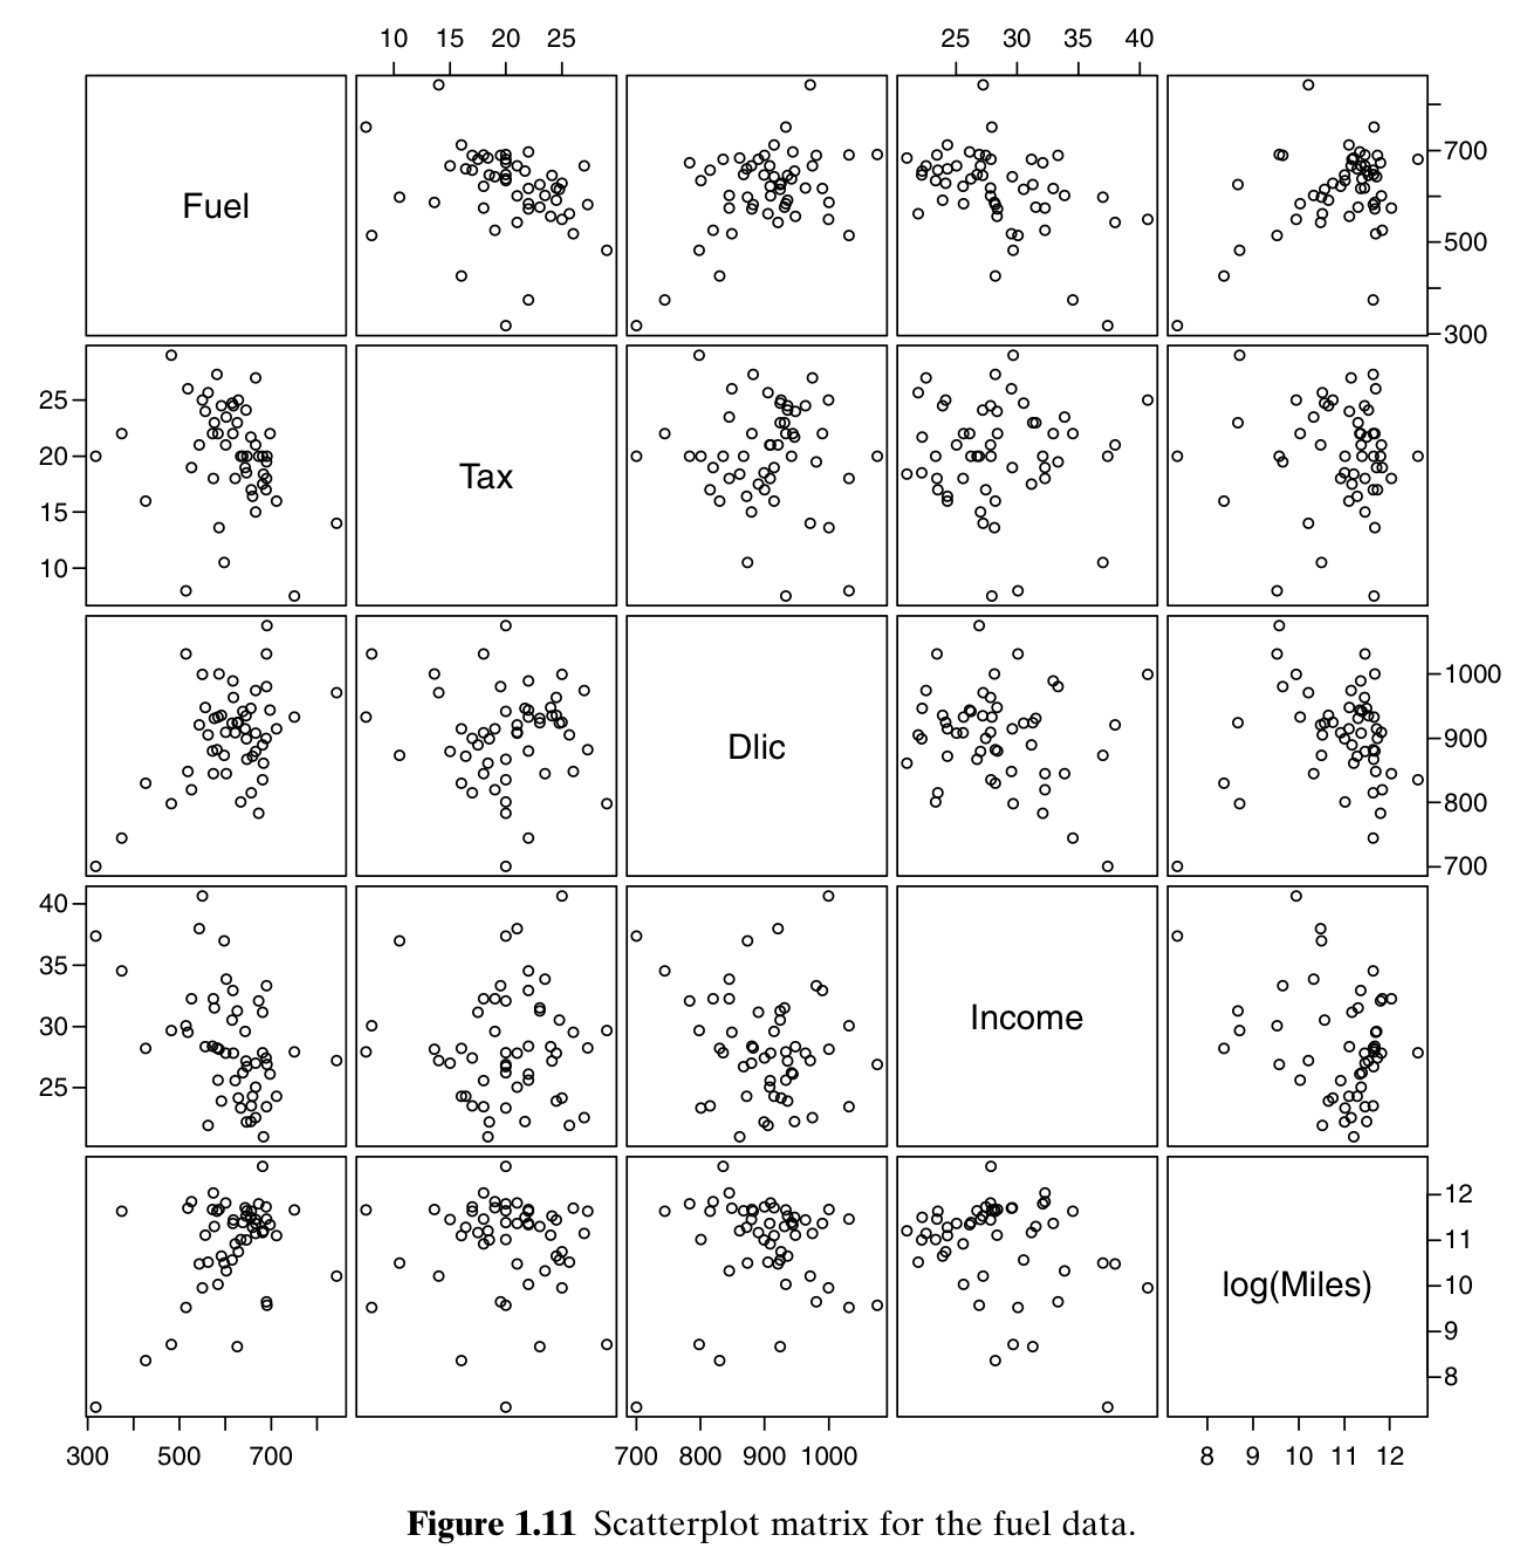 10 15 20 25 25 30 35 40
Fuel
700
500
300
25
20
15
10
Tax
Dlic
1000
900
800
700
40
35
30
25
Income
log(Miles)
12
11
10
9
8
300 500 700 700 800 900 1000 8 9 10 11 12
Figure 1.11 Scatterplot matrix for the fuel data.